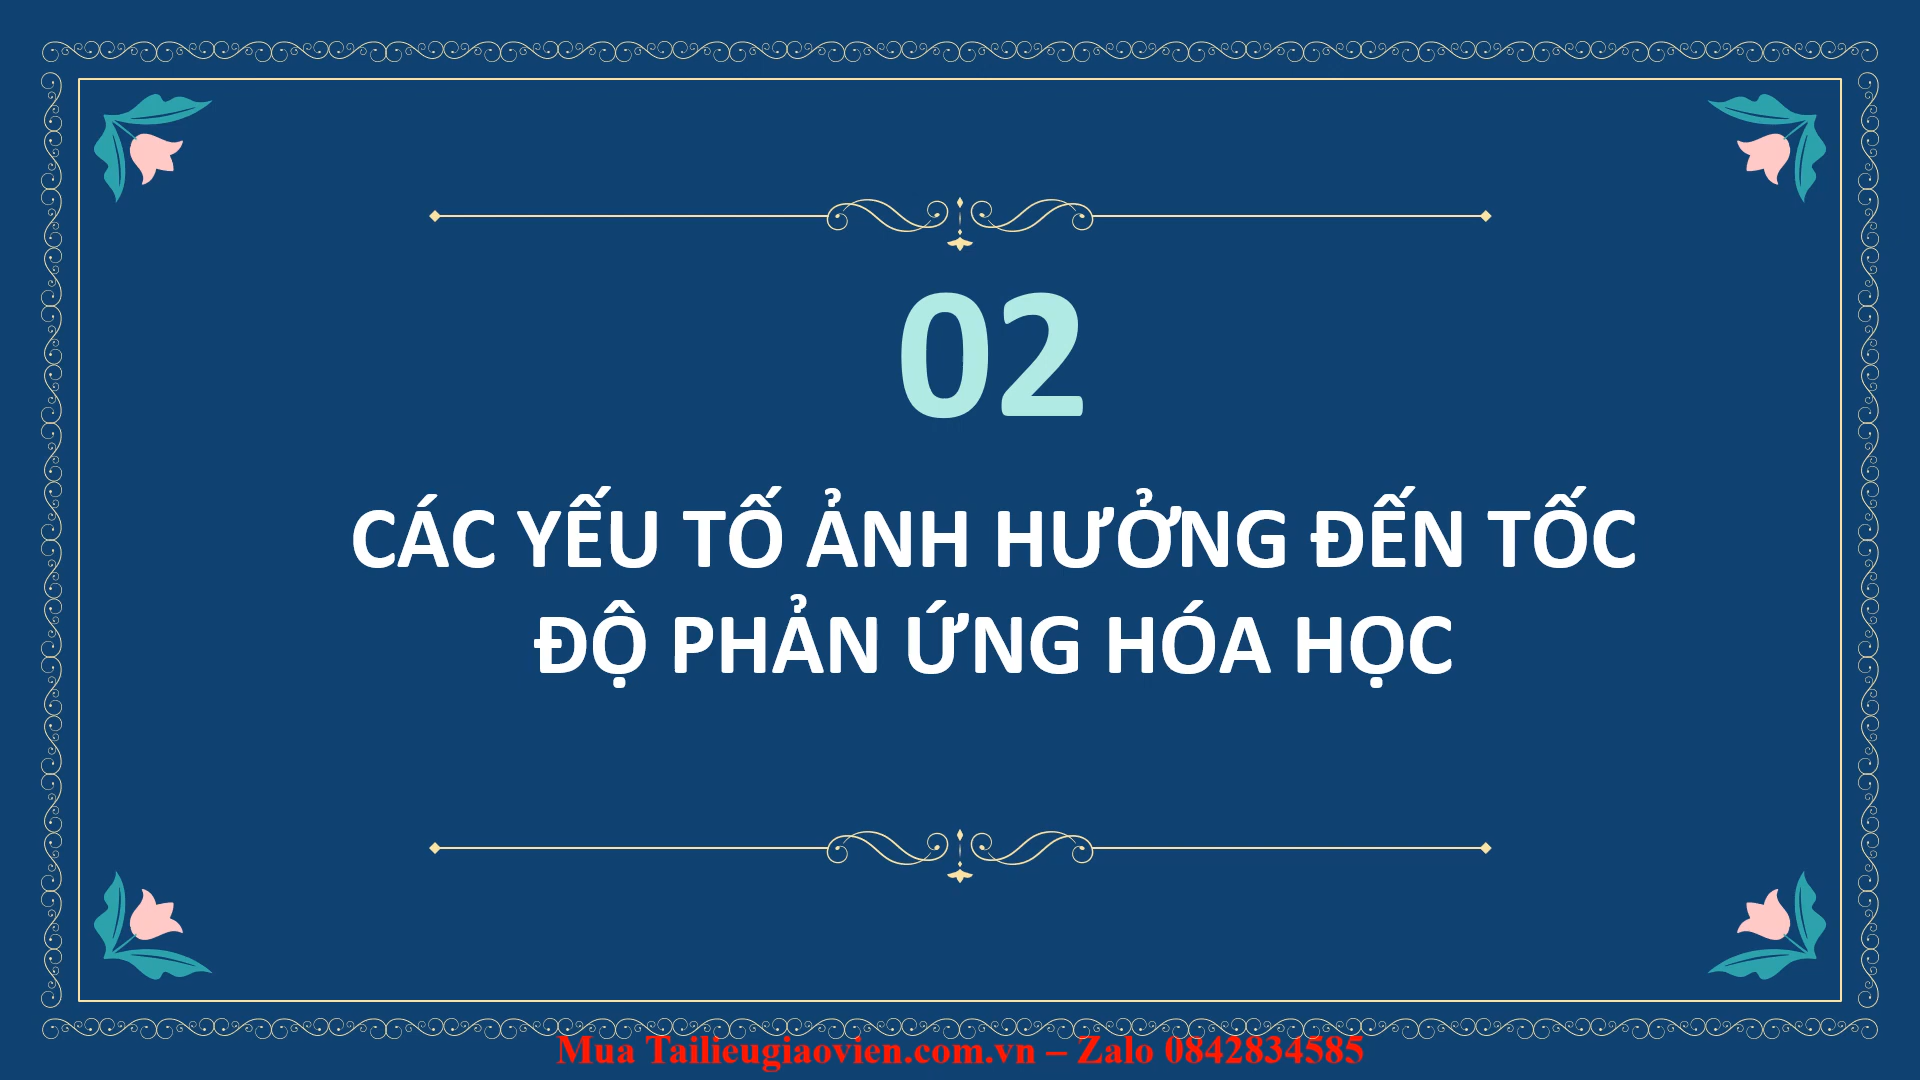 02
CÁC YẾU TỐ ẢNH HƯỞNG ĐẾN TỐC
ĐỘ PHẢN ỨNG HÓA HỌC
Mua Tailieugiaovien.com.vn – Zalo 0842834585